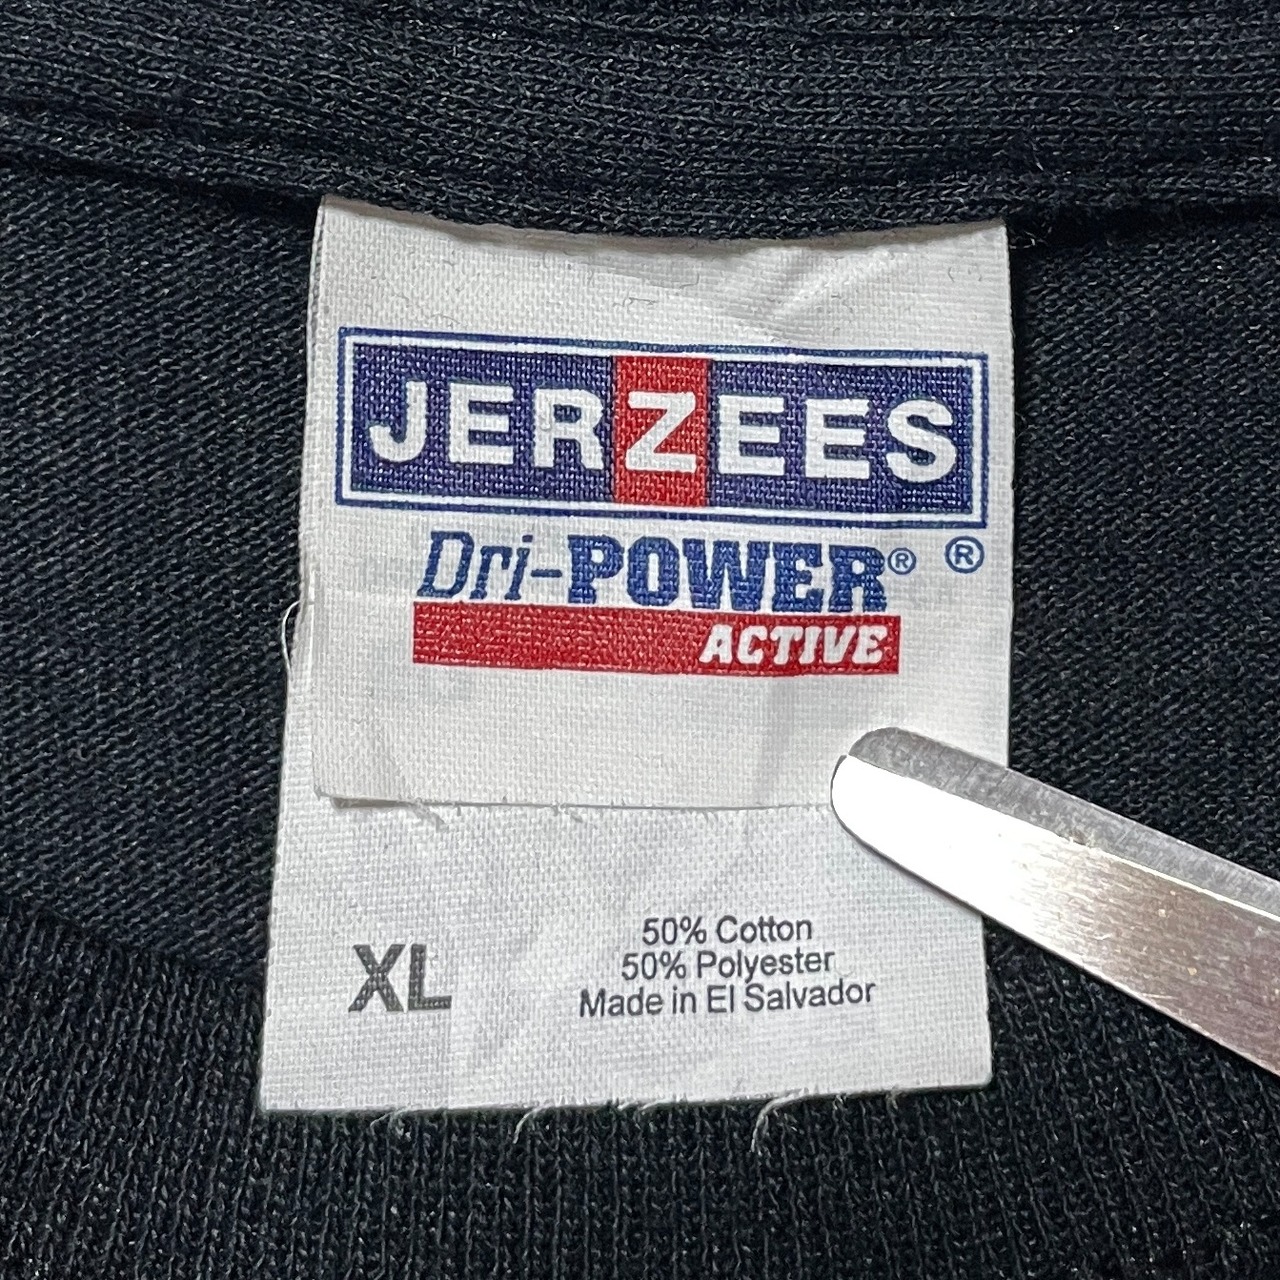 JERZEES
Dri-POWER® ®
ACTIVE
XL
50% Cotton
50% Polyester
Made in El Salvador